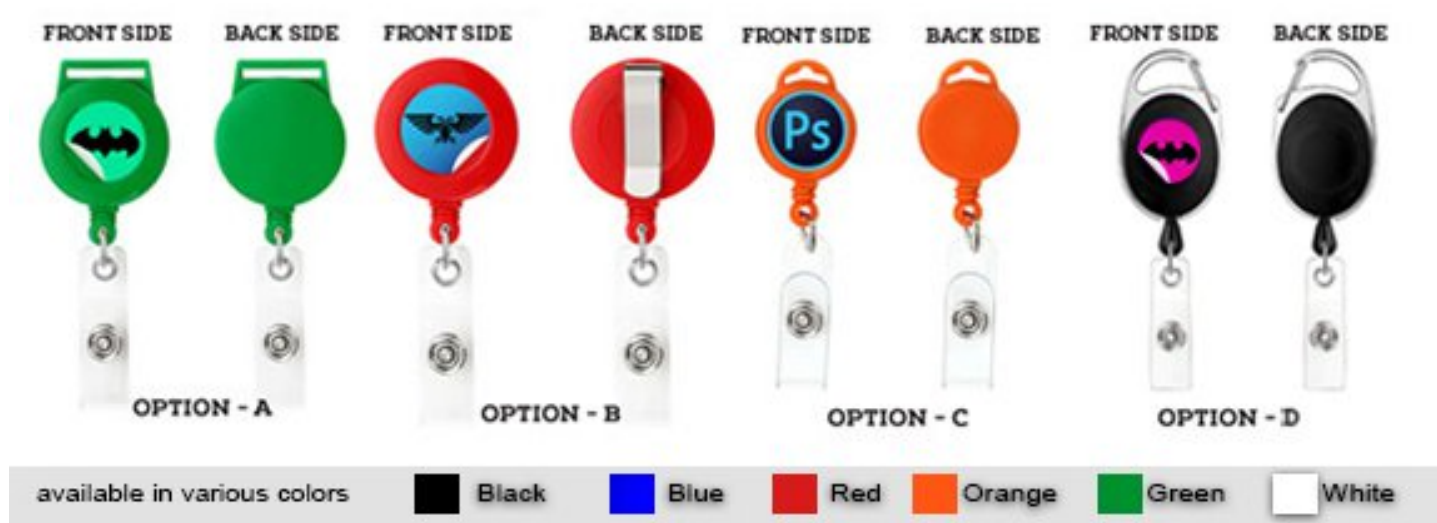 FRONT SIDE BACK SIDE FRONT SIDE BACK SIDE FRONT SIDE BACK SIDE FRONT SIDE BACK SIDE
Ps
OPTION - A OPTION - B OPTION - C OPTION - D
available in various colors Black Blue Red Orange Green White